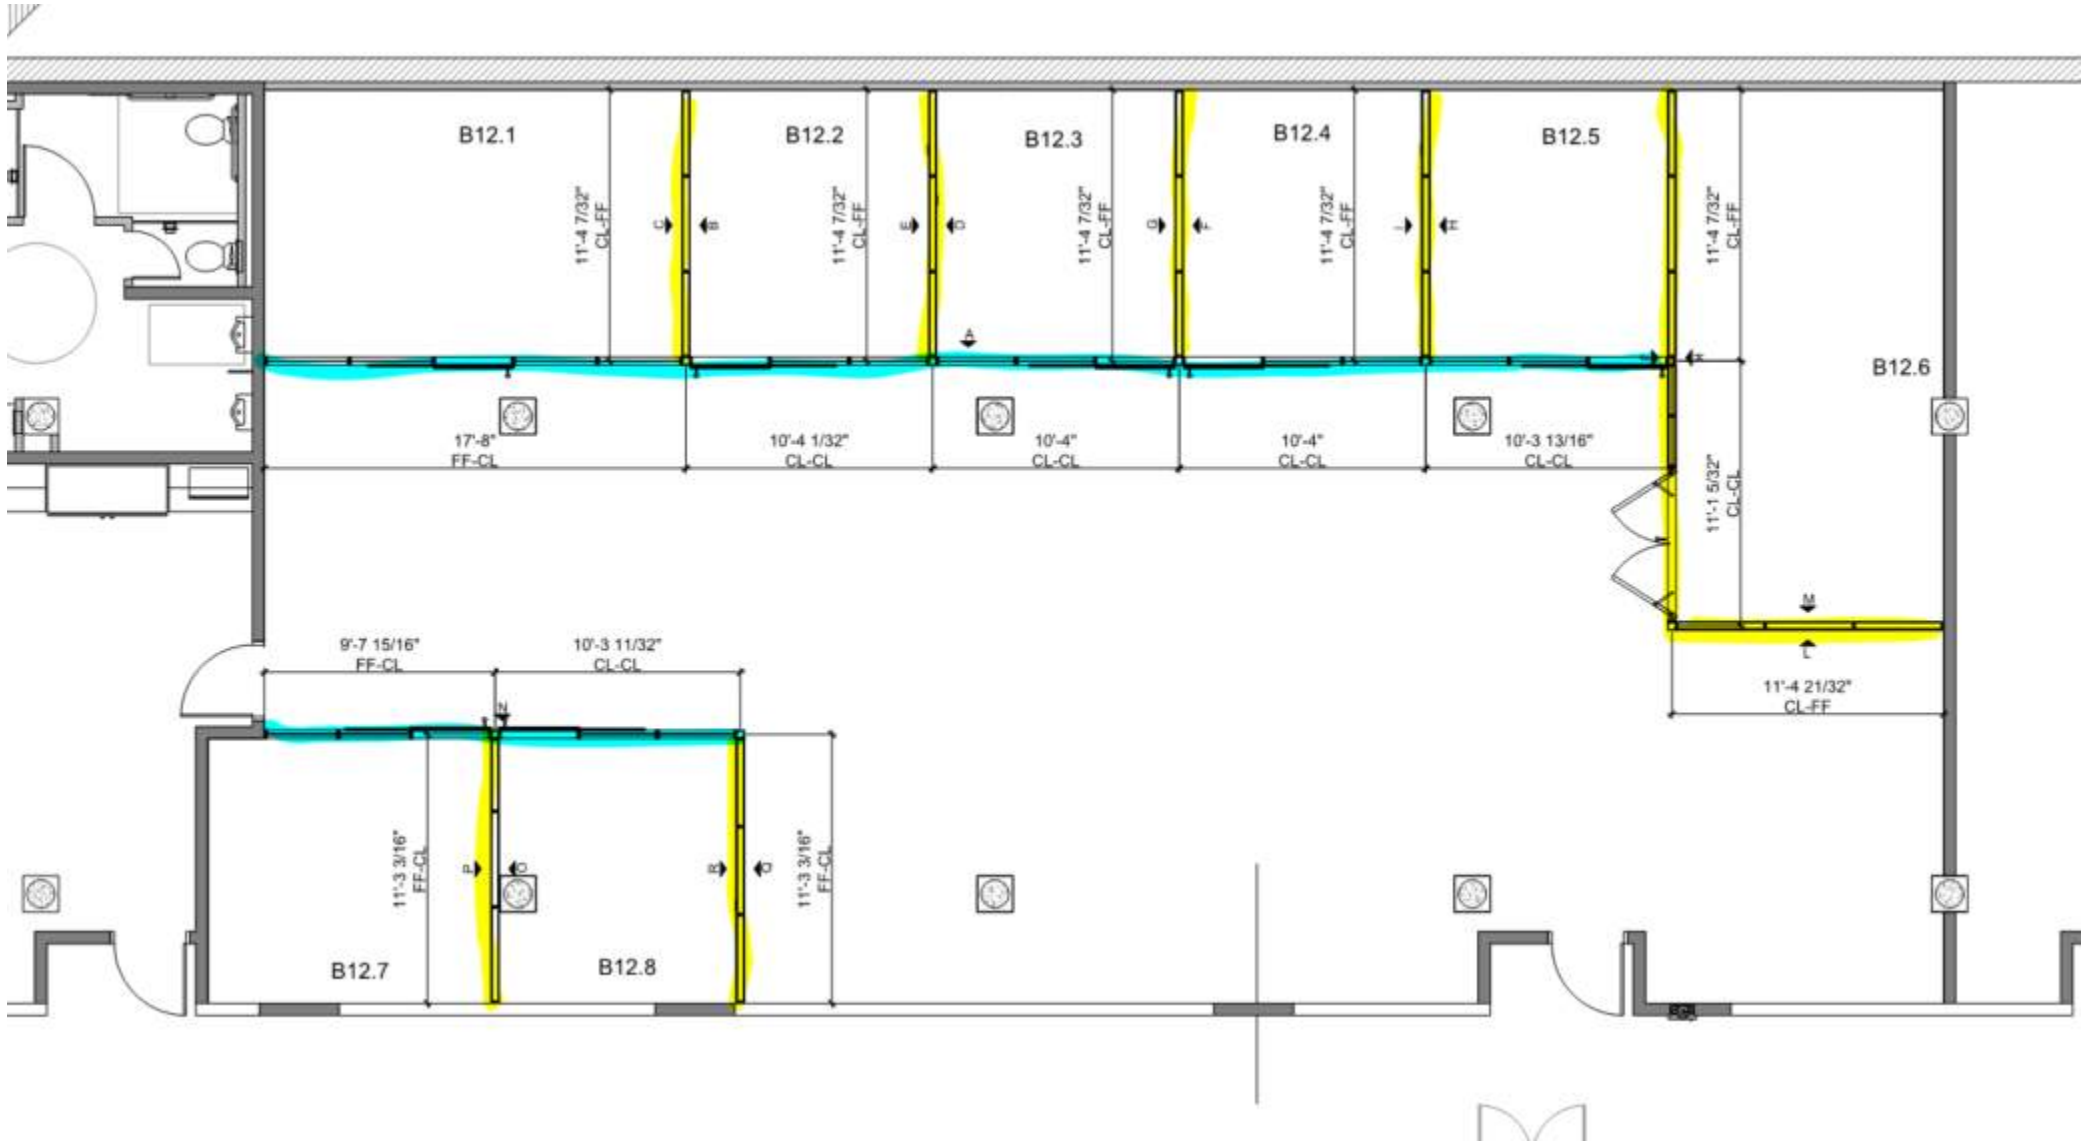 B12.1
B12.2
B12.3
B12.4
B12.5
11'-4 7/32"
CL-FF
11'-4 7/32"
CL-FF
11'-4 7/32"
CL-FF
11'-4 7/32"
CL-FF
11'-4 7/32"
CL-FF
C
B
E
D
G
F
I
H
A
K
B12.6
17'-8"
FF-CL
10'-4 1/32"
CL-CL
10'-4"
CL-CL
10'-4"
CL-CL
10'-3 13/16"
CL-CL
11'-1 5/32"
CL-CL
M
L
11'-4 21/32"
CL-FF
9'-7 15/16"
FF-CL
10'-3 11/32"
CL-CL
N
11'-3 3/16"
FF-CL
P
O
R
Q
11'-3 3/16"
FF-CL
B12.7
B12.8